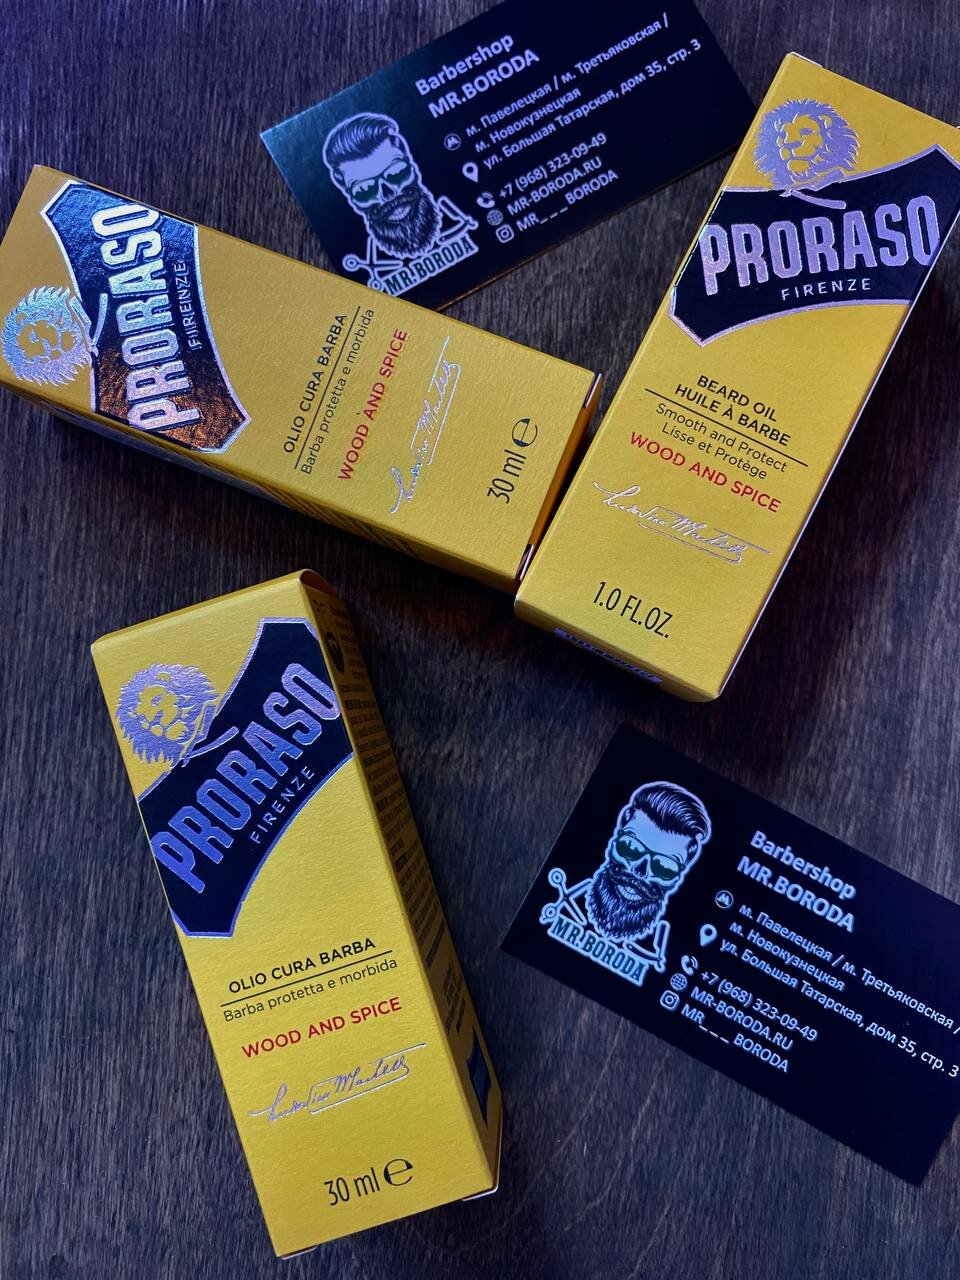 Barbershop
MR.BORODA
м. Павелецкая / м. Третьяковская /
м. Новокузнецкая
ул. Большая Татарская, дом 35, стр. 3
+7 (968) 323-09-49
MR-BORODA.RU
MR_ _ _BORODA
MR.BORODA
PRORASO
FIRENZE
OLIO CURA BARBA
Barba protetta e morbida
WOOD AND SPICE
30 ml ℮
PRORASO
FIRENZE
BEARD OIL
HUILE À BARBE
Smooth and Protect
Lisse et Protège
WOOD AND SPICE
1.0 FL.OZ.
PRORASO
FIRENZE
OLIO CURA BARBA
Barba protetta e morbida
WOOD AND SPICE
30 ml ℮
Barbershop
MR.BORODA
м. Павелецкая / м. Третьяковская /
м. Новокузнецкая
ул. Большая Татарская, дом 35, стр. 3
+7 (968) 323-09-49
MR-BORODA.RU
MR_ _ _BORODA
MR.BORODA